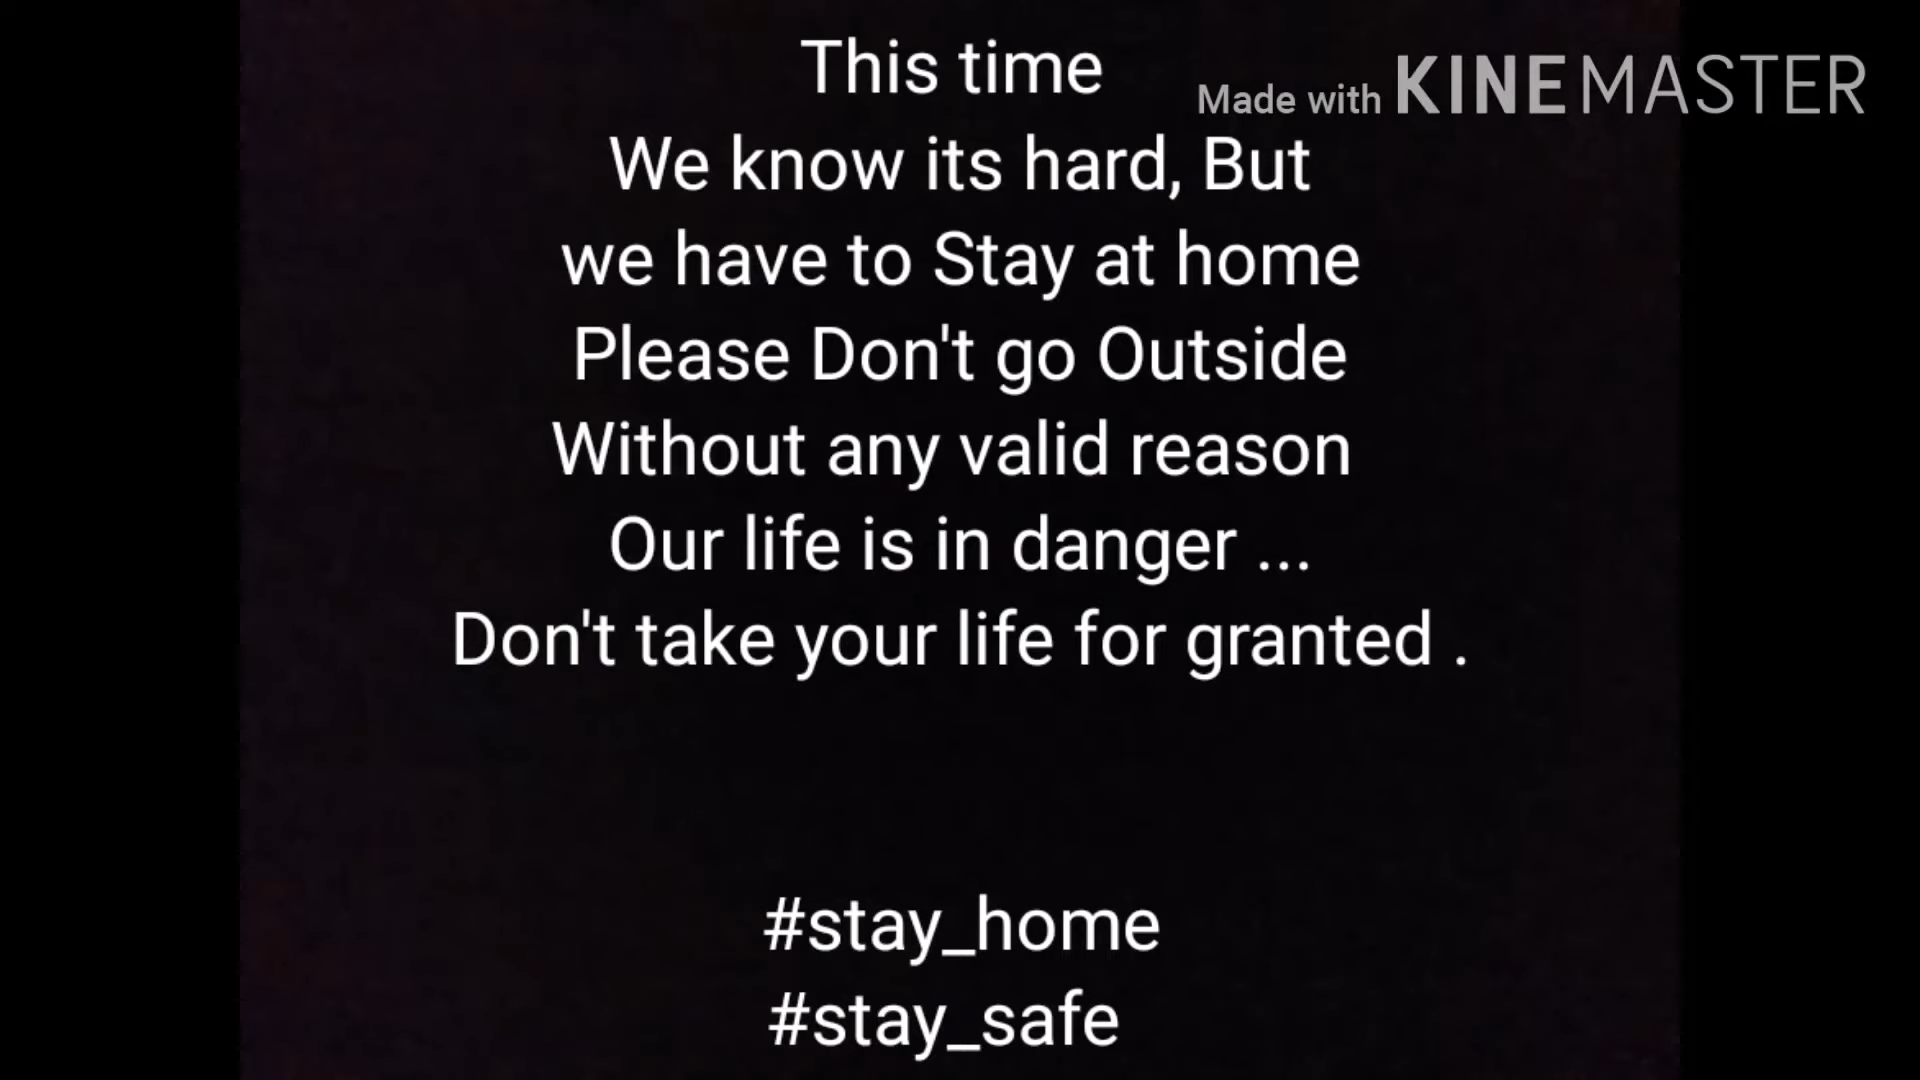 This time
Made with KINEMASTER
We know its hard, But
we have to Stay at home
Please Don't go Outside
Without any valid reason
Our life is in danger ...
Don't take your life for granted .
#stay_home
#stay_safe